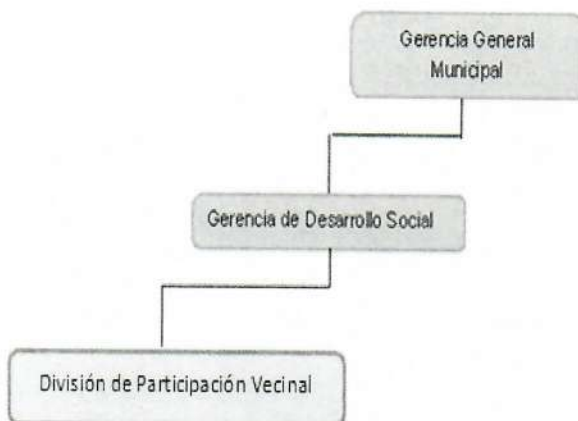 Gerencia General
Municipal
Gerencia de Desarrollo Social
División de Participación Vecinal